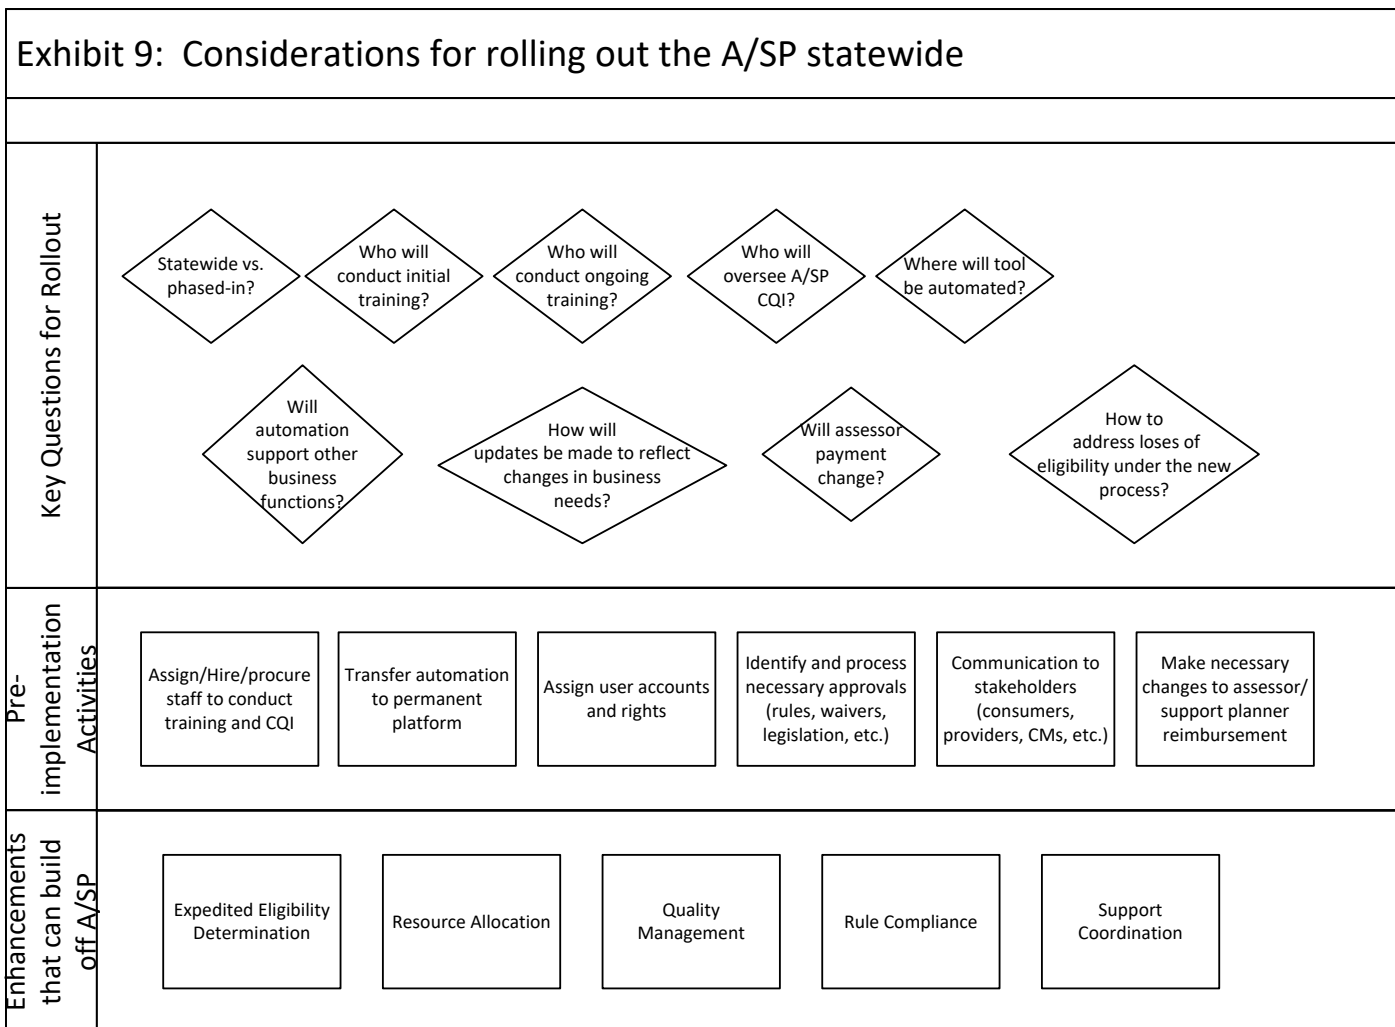 Exhibit 9:  Considerations for rolling out the A/SP statewide
Key Questions for Rollout
Statewide vs.
phased-in?
Who will
conduct initial
training?
Who will
conduct ongoing
training?
Who will
oversee A/SP
CQI?
Where will tool
be automated?
Will
automation
support other
business
functions?
How will
updates be made to reflect
changes in business
needs?
Will assessor
payment
change?
How to
address loses of
eligibility under the new
process?
Pre-
implementation
Activities
Assign/Hire/procure
staff to conduct
training and CQI
Transfer automation
to permanent
platform
Assign user accounts
and rights
Identify and process
necessary approvals
(rules, waivers,
legislation, etc.)
Communication to
stakeholders
(consumers,
providers, CMs, etc.)
Make necessary
changes to assessor/
support planner
reimbursement
Enhancements
that can build
off A/SP
Expedited Eligibility
Determination
Resource Allocation
Quality
Management
Rule Compliance
Support
Coordination